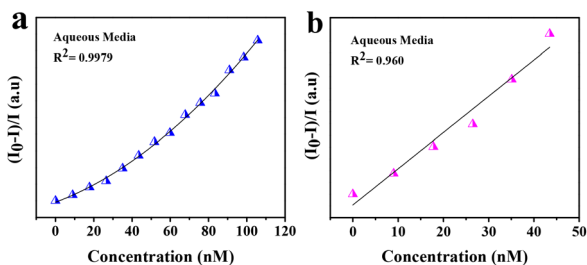 a
Aqueous Media
R²= 0.9979
(I₀-I)/I (a.u)
0 20 40 60 80 100 120
Concentration (nM)
b
Aqueous Media
R²= 0.960
(I₀-I)/I (a.u)
0 10 20 30 40 50
Concentration (nM)